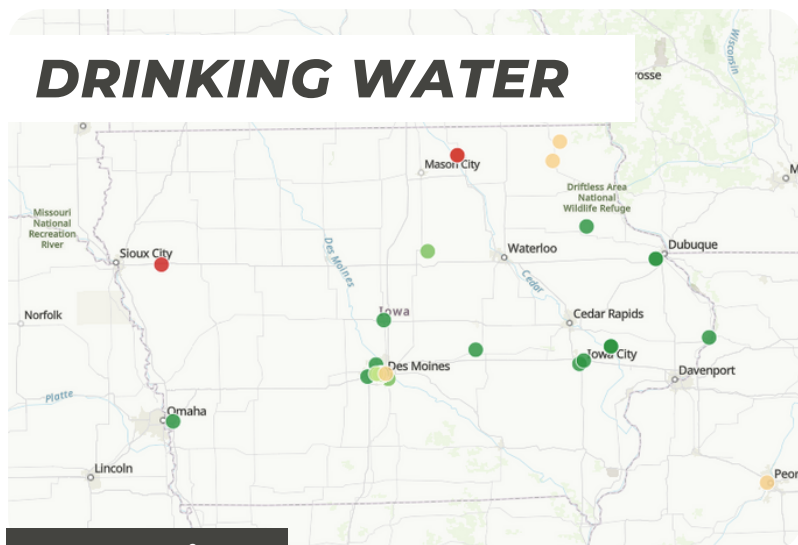 DRINKING WATER
Wisconsin
rosse
Mason City
M
Driftless Area
National
Wildlife Refuge
Missouri
National
Recreation
River
Sioux City
Des Moines
Waterloo
Dubuque
Cedar
Norfolk
Iowa
Cedar Rapids
Iowa City
Des Moines
Davenport
Platte
Omaha
Lincoln
Peor